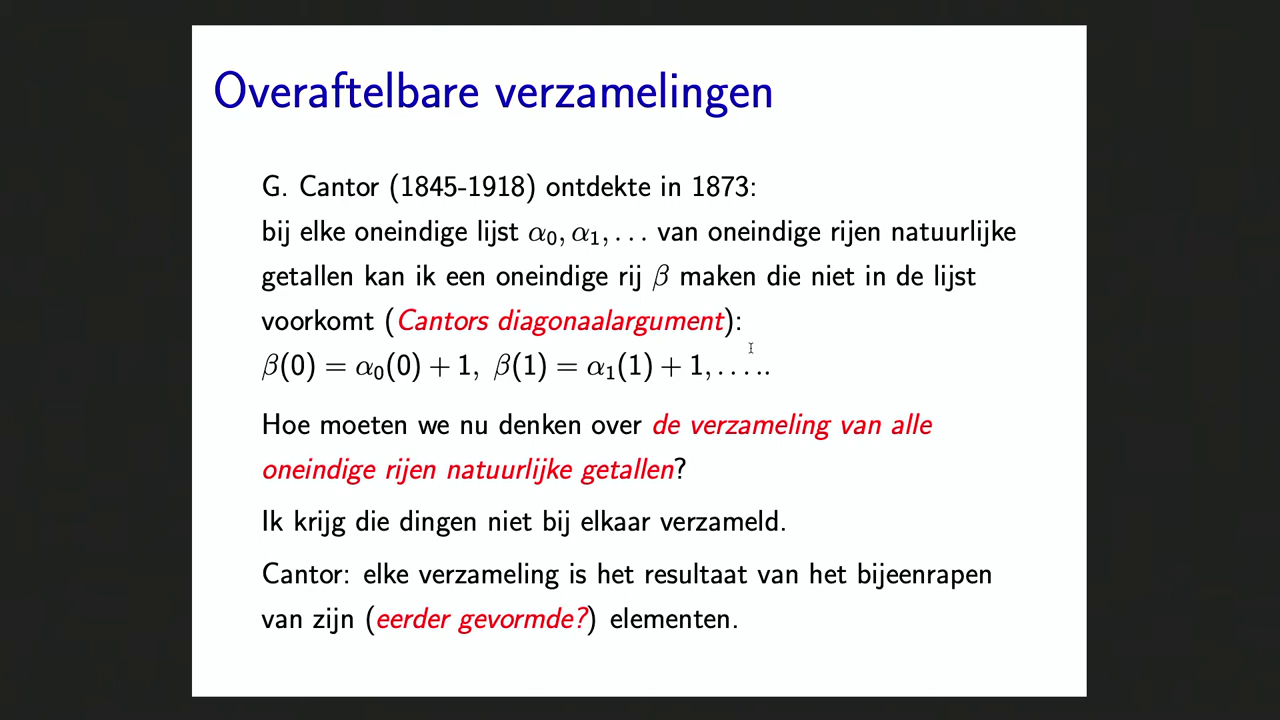 Overaftelbare verzamelingen
G. Cantor (1845-1918) ontdekte in 1873:
bij elke oneindige lijst α₀, α₁, . . . van oneindige rijen natuurlijke
getallen kan ik een oneindige rij β maken die niet in de lijst
voorkomt (Cantors diagonaalargument):
β(0) = α₀(0) + 1, β(1) = α₁(1) + 1, . . . ..
Hoe moeten we nu denken over de verzameling van alle
oneindige rijen natuurlijke getallen?
Ik krijg die dingen niet bij elkaar verzameld.
Cantor: elke verzameling is het resultaat van het bijeenrapen
van zijn (eerder gevormde?) elementen.